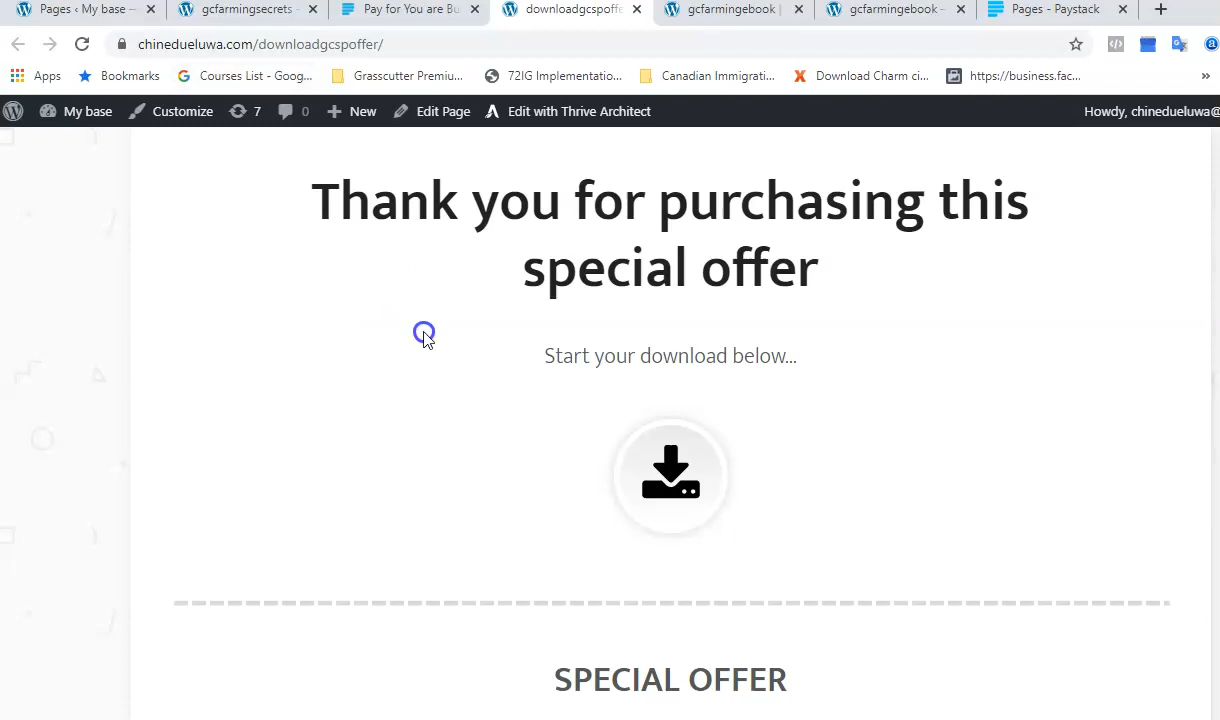 Pages ‹ My base —
gcfarmingsecrets -
Pay for You are Bu
downloadgcspoffe
gcfarmingebook |
gcfarmingebook –
Pages - Paystack
chinedueluwa.com/downloadgcspoffer/
Apps
Bookmarks
Courses List - Goog...
Grasscutter Premiu...
72IG Implementatio...
Canadian Immigrati...
Download Charm ci...
https://business.fac...
»
My base
Customize
7
0
New
Edit Page
Edit with Thrive Architect
Howdy, chinedueluwa@
Thank you for purchasing this
special offer
Start your download below...
SPECIAL OFFER